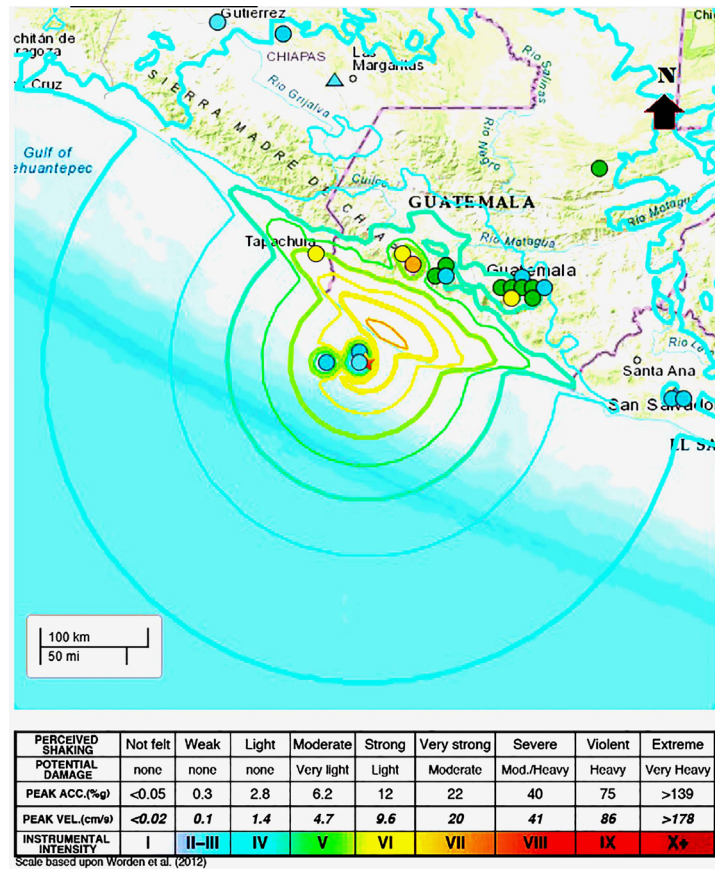 Gutierrez
chitán de
ragoza
CHIAPAS
Las
Margaritas
Cruz
Rio Grijalva
Rio Salinas
N
SIERRA MADRE DE CHIA
Gulf of
ehuantepec
Rio Negro
Cuilco
GUATEMALA
Rio Motagua
Tapachula
Rio Motagua
Guatemala
Rio
Santa Ana
San Salvado
EL SA
100 km
50 mi
PERCEIVED SHAKING Not felt Weak Light Moderate Strong Very strong Severe Violent Extreme
POTENTIAL DAMAGE none none none Very light Light Moderate Mod./Heavy Heavy Very Heavy
PEAK ACC.(%g) <0.05 0.3 2.8 6.2 12 22 40 75 >139
PEAK VEL.(cm/s) <0.02 0.1 1.4 4.7 9.6 20 41 86 >178
INSTRUMENTAL INTENSITY I II–III IV V VI VII VIII IX X+
Scale based upon Worden et al. (2012)